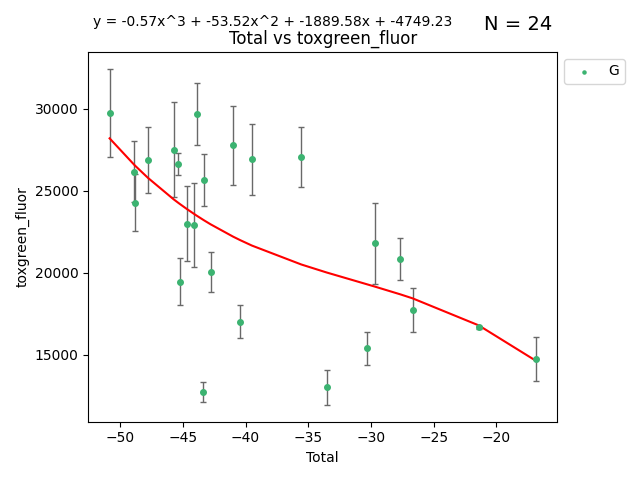 y = -0.57x^3 + -53.52x^2 + -1889.58x + -4749.23
N = 24
Total vs toxgreen_fluor
G
30000
25000
20000
15000
toxgreen_fluor
−50 −45 −40 −35 −30 −25 −20
Total